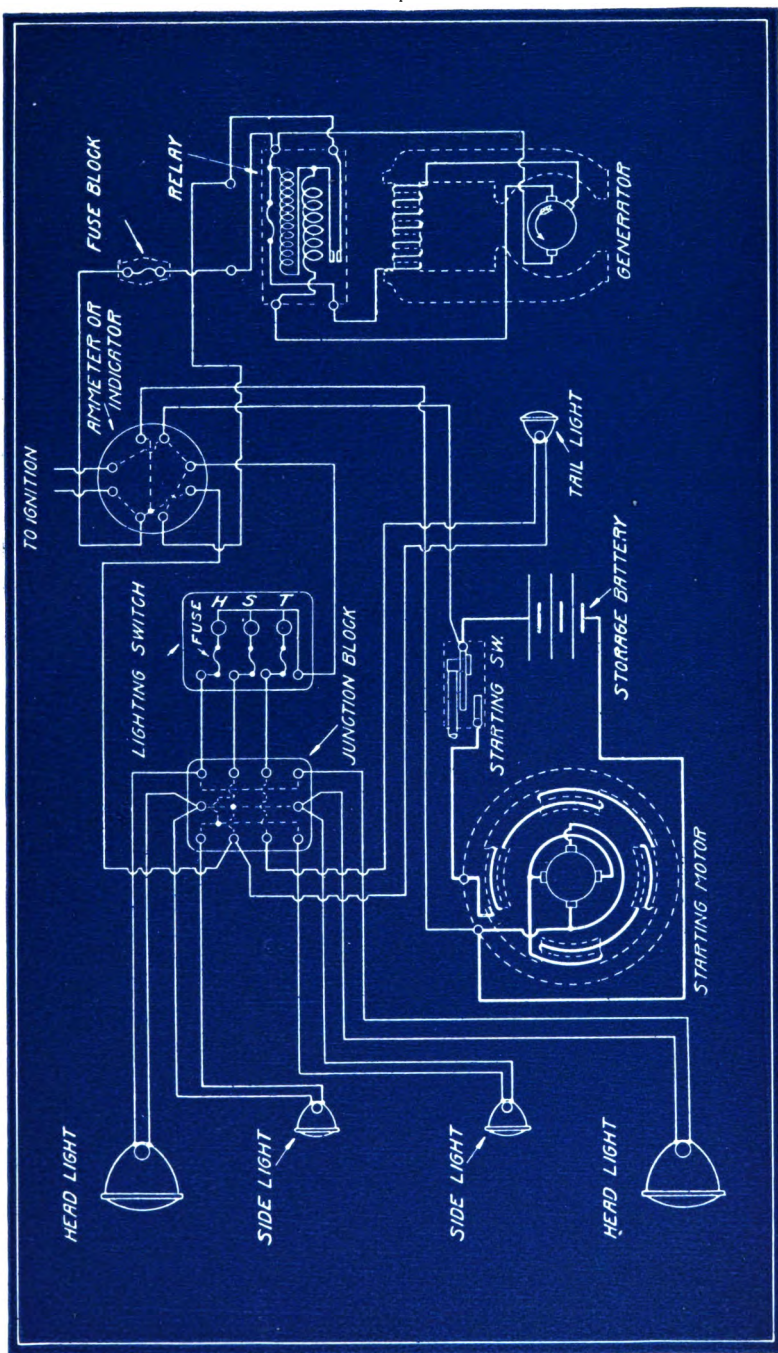 HEAD LIGHT
SIDE LIGHT
SIDE LIGHT
HEAD LIGHT
LIGHTING SWITCH
FUSE
H
S
T
JUNCTION BLOCK
STARTING MOTOR
STARTING SW.
STORAGE BATTERY
TAIL LIGHT
TO IGNITION
AMMETER OR
INDICATOR
FUSE BLOCK
RELAY
GENERATOR